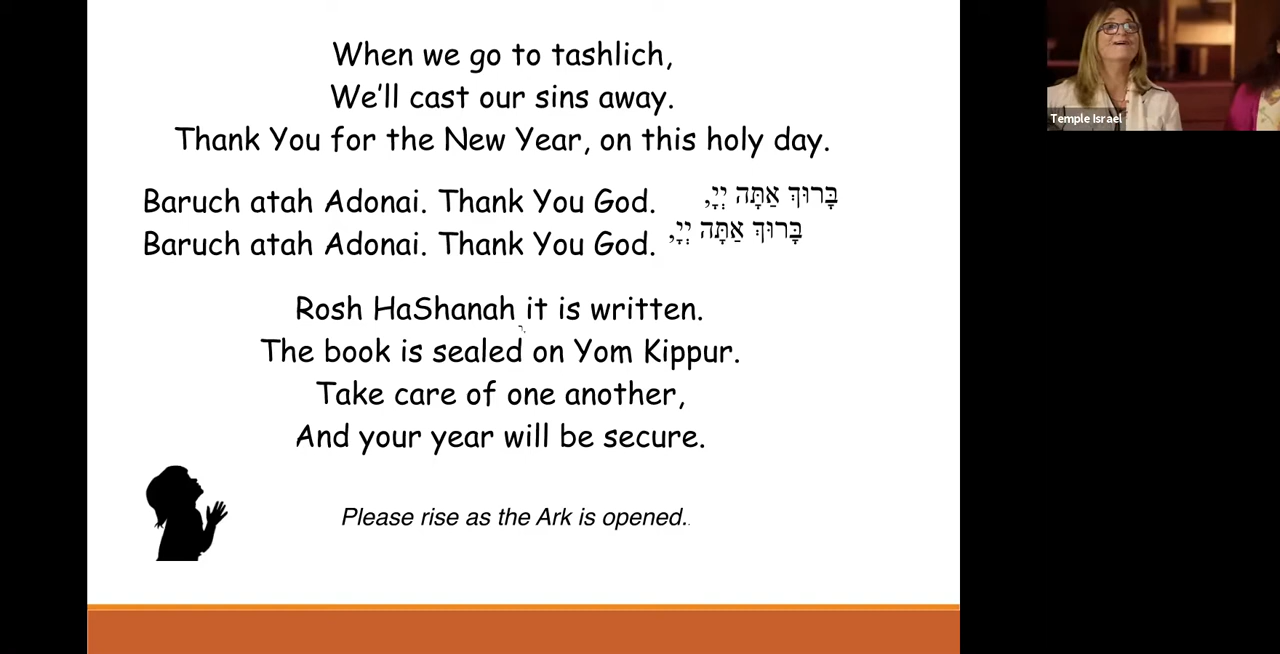 When we go to tashlich,
We'll cast our sins away.
Thank You for the New Year, on this holy day.
Baruch atah Adonai. Thank You God. בָּרוּךְ אַתָּה יְיָ,
Baruch atah Adonai. Thank You God. בָּרוּךְ אַתָּה יְיָ,
Rosh HaShanah it is written.
The book is sealed on Yom Kippur.
Take care of one another,
And your year will be secure.
Please rise as the Ark is opened..
Temple Israel